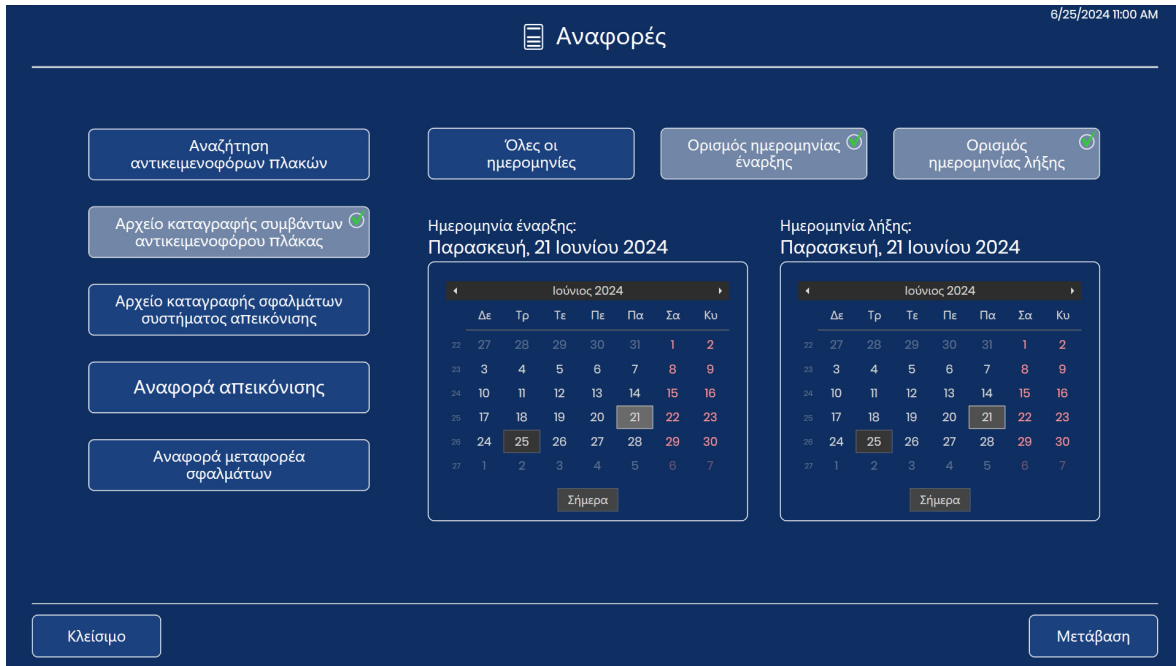 6/25/2024 11:00 AM
Αναφορές
Αναζήτηση
αντικειμενοφόρων πλακών
Όλες οι
ημερομηνίες
Ορισμός ημερομηνίας
έναρξης
Ορισμός
ημερομηνίας λήξης
Αρχείο καταγραφής συμβάντων
αντικειμενοφόρου πλάκας
Αρχείο καταγραφής σφαλμάτων
συστήματος απεικόνισης
Αναφορά απεικόνισης
Αναφορά μεταφορέα
σφαλμάτων
Ημερομηνία έναρξης:
Παρασκευή, 21 Ιουνίου 2024
Ιούνιος 2024
Δε Τρ Τε Πε Πα Σα Κυ
22 27 28 29 30 31 1 2
23 3 4 5 6 7 8 9
24 10 11 12 13 14 15 16
25 17 18 19 20 21 22 23
26 24 25 26 27 28 29 30
27 1 2 3 4 5 6 7
Σήμερα
Ημερομηνία λήξης:
Παρασκευή, 21 Ιουνίου 2024
Ιούνιος 2024
Δε Τρ Τε Πε Πα Σα Κυ
22 27 28 29 30 31 1 2
23 3 4 5 6 7 8 9
24 10 11 12 13 14 15 16
25 17 18 19 20 21 22 23
26 24 25 26 27 28 29 30
27 1 2 3 4 5 6 7
Σήμερα
Κλείσιμο
Μετάβαση